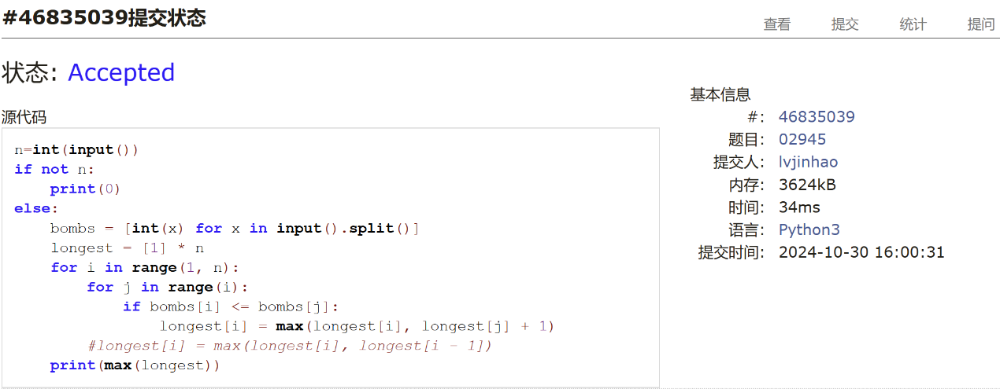 #46835039提交状态
查看 提交 统计 提问
状态: Accepted
源代码
n=int(input())
if not n:
    print(0)
else:
    bombs = [int(x) for x in input().split()]
    longest = [1] * n
    for i in range(1, n):
        for j in range(i):
            if bombs[i] <= bombs[j]:
                longest[i] = max(longest[i], longest[j] + 1)
        #longest[i] = max(longest[i], longest[i - 1])
    print(max(longest))
基本信息
#: 46835039
题目: 02945
提交人: lvjinhao
内存: 3624kB
时间: 34ms
语言: Python3
提交时间: 2024-10-30 16:00:31